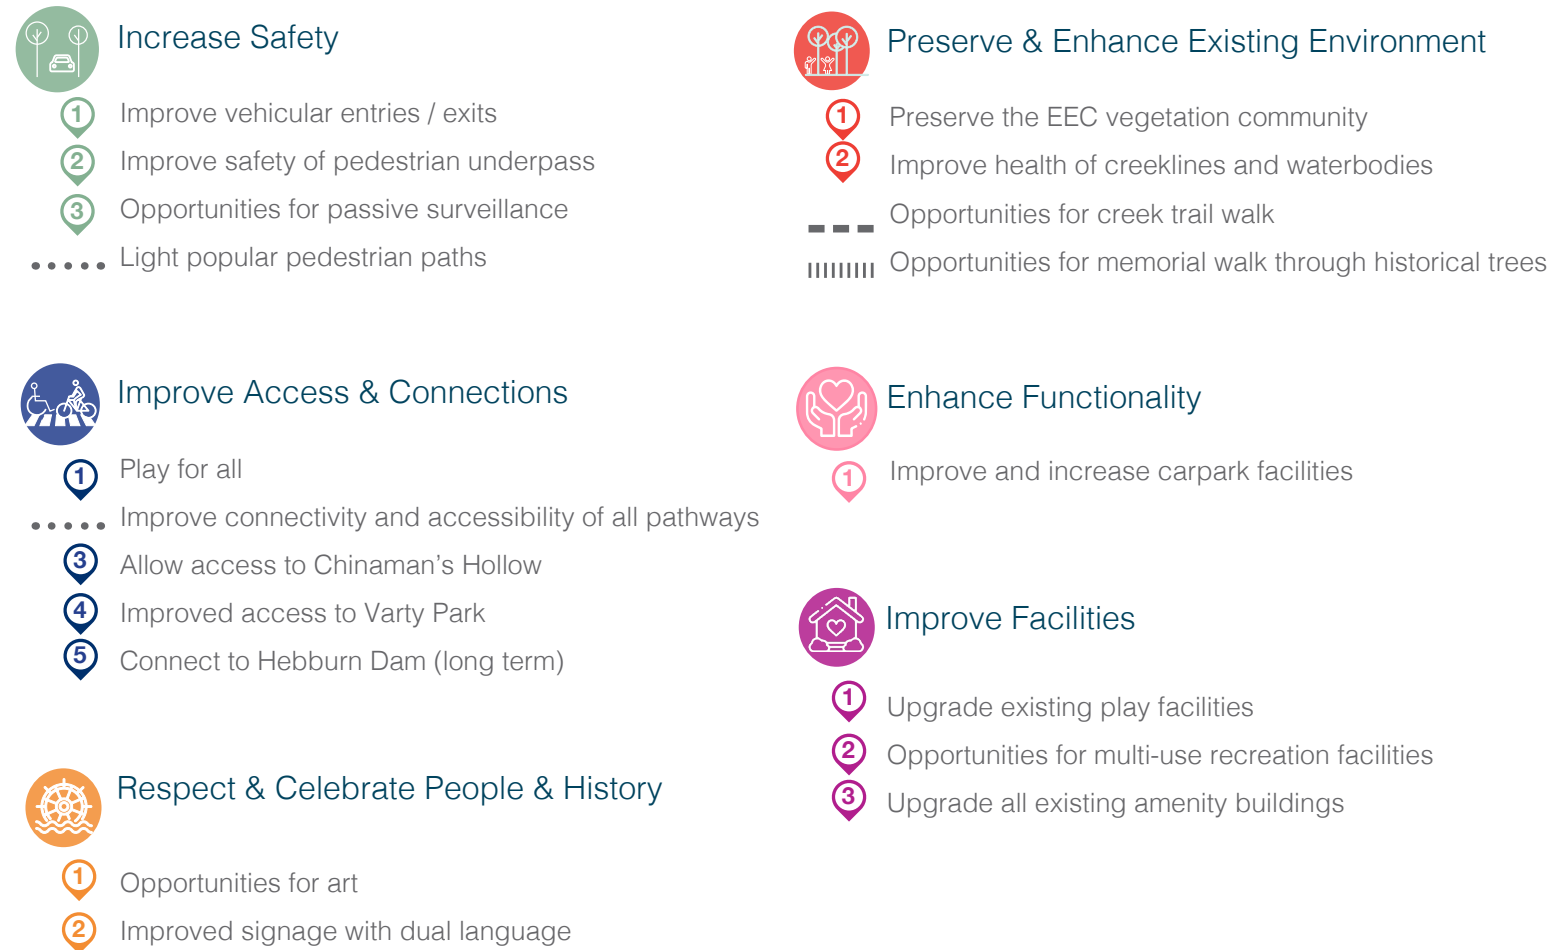 Increase Safety
1 Improve vehicular entries / exits
2 Improve safety of pedestrian underpass
3 Opportunities for passive surveillance
Light popular pedestrian paths
Improve Access & Connections
1 Play for all
Improve connectivity and accessibility of all pathways
3 Allow access to Chinaman’s Hollow
4 Improved access to Varty Park
5 Connect to Hebburn Dam (long term)
Respect & Celebrate People & History
1 Opportunities for art
2 Improved signage with dual language
Preserve & Enhance Existing Environment
1 Preserve the EEC vegetation community
2 Improve health of creeklines and waterbodies
Opportunities for creek trail walk
Opportunities for memorial walk through historical trees
Enhance Functionality
1 Improve and increase carpark facilities
Improve Facilities
1 Upgrade existing play facilities
2 Opportunities for multi-use recreation facilities
3 Upgrade all existing amenity buildings